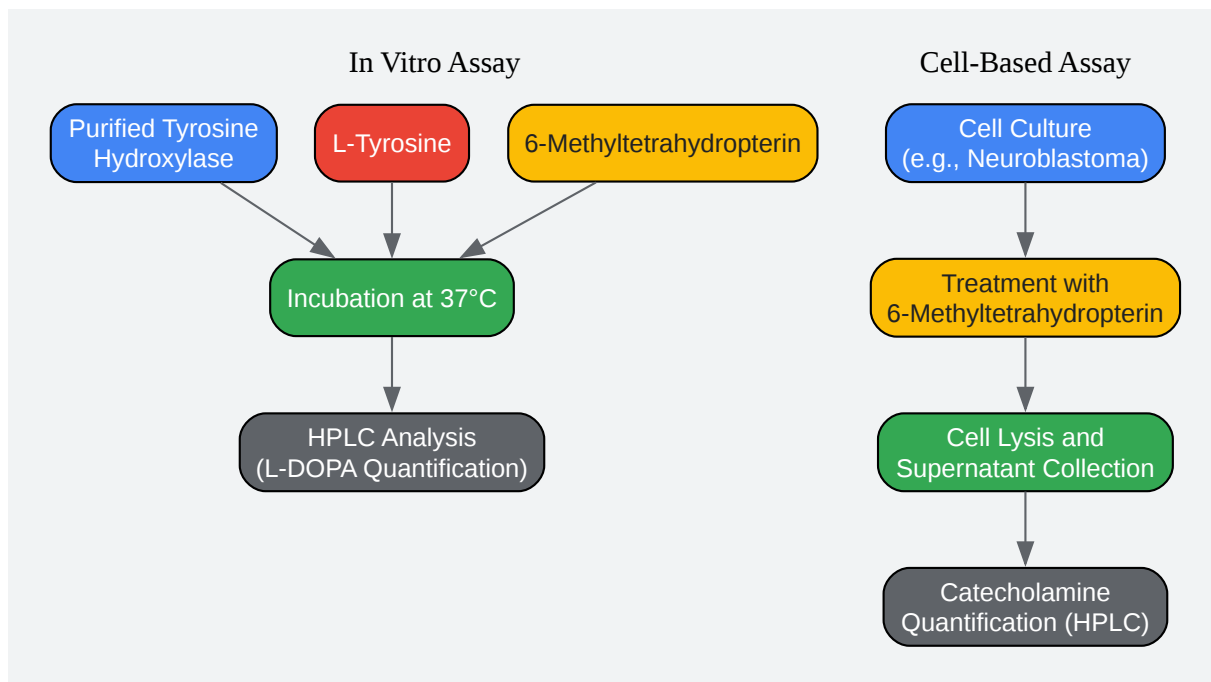 In Vitro Assay
Purified Tyrosine
Hydroxylase
L-Tyrosine
6-Methyltetrahydropterin
Incubation at 37°C
HPLC Analysis
(L-DOPA Quantification)
Cell-Based Assay
Cell Culture
(e.g., Neuroblastoma)
Treatment with
6-Methyltetrahydropterin
Cell Lysis and
Supernatant Collection
Catecholamine
Quantification (HPLC)